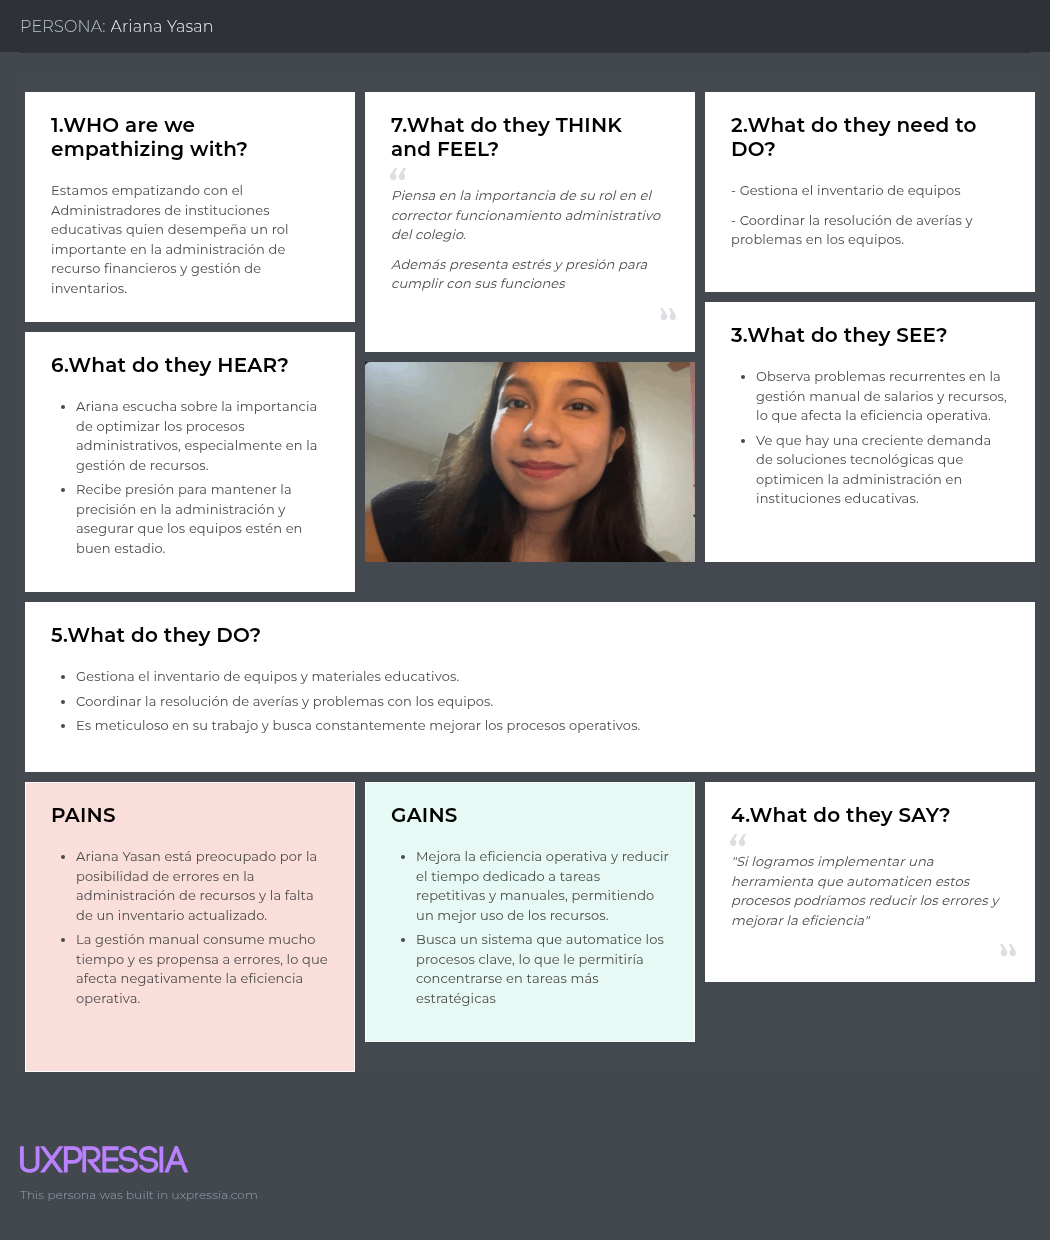 PERSONA: Ariana Yasan
1.WHO are we
empathizing with?
Estamos empatizando con el
Administradores de instituciones
educativas quien desempeña un rol
importante en la administración de
recurso financieros y gestión de
inventarios.
7.What do they THINK
and FEEL?
“
Piensa en la importancia de su rol en el
corrector funcionamiento administrativo
del colegio.
Además presenta estrés y presión para
cumplir con sus funciones
”
2.What do they need to
DO?
- Gestiona el inventario de equipos
- Coordinar la resolución de averías y
problemas en los equipos.
6.What do they HEAR?
• Ariana escucha sobre la importancia
de optimizar los procesos
administrativos, especialmente en la
gestión de recursos.
• Recibe presión para mantener la
precisión en la administración y
asegurar que los equipos estén en
buen estadio.
3.What do they SEE?
• Observa problemas recurrentes en la
gestión manual de salarios y recursos,
lo que afecta la eficiencia operativa.
• Ve que hay una creciente demanda
de soluciones tecnológicas que
optimicen la administración en
instituciones educativas.
5.What do they DO?
• Gestiona el inventario de equipos y materiales educativos.
• Coordinar la resolución de averías y problemas con los equipos.
• Es meticuloso en su trabajo y busca constantemente mejorar los procesos operativos.
PAINS
• Ariana Yasan está preocupado por la
posibilidad de errores en la
administración de recursos y la falta
de un inventario actualizado.
• La gestión manual consume mucho
tiempo y es propensa a errores, lo que
afecta negativamente la eficiencia
operativa.
GAINS
• Mejora la eficiencia operativa y reducir
el tiempo dedicado a tareas
repetitivas y manuales, permitiendo
un mejor uso de los recursos.
• Busca un sistema que automatice los
procesos clave, lo que le permitiría
concentrarse en tareas más
estratégicas
4.What do they SAY?
“
"Si logramos implementar una
herramienta que automaticen estos
procesos podríamos reducir los errores y
mejorar la eficiencia"
”
UXPRESSIA
This persona was built in uxpressia.com